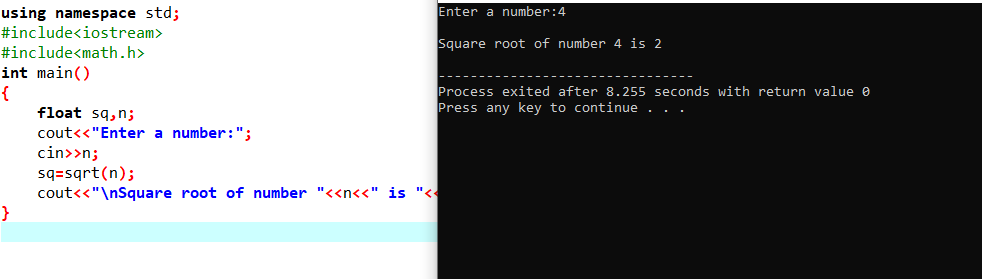 using namespace std;
#include<iostream>
#include<math.h>
int main()
{
float sq,n;
cout<<"Enter a number:";
cin>>n;
sq=sqrt(n);
cout<<"\nSquare root of number "<<n<<" is "<<
}
Enter a number:4
Square root of number 4 is 2
--------------------------------
Process exited after 8.255 seconds with return value 0
Press any key to continue . . .